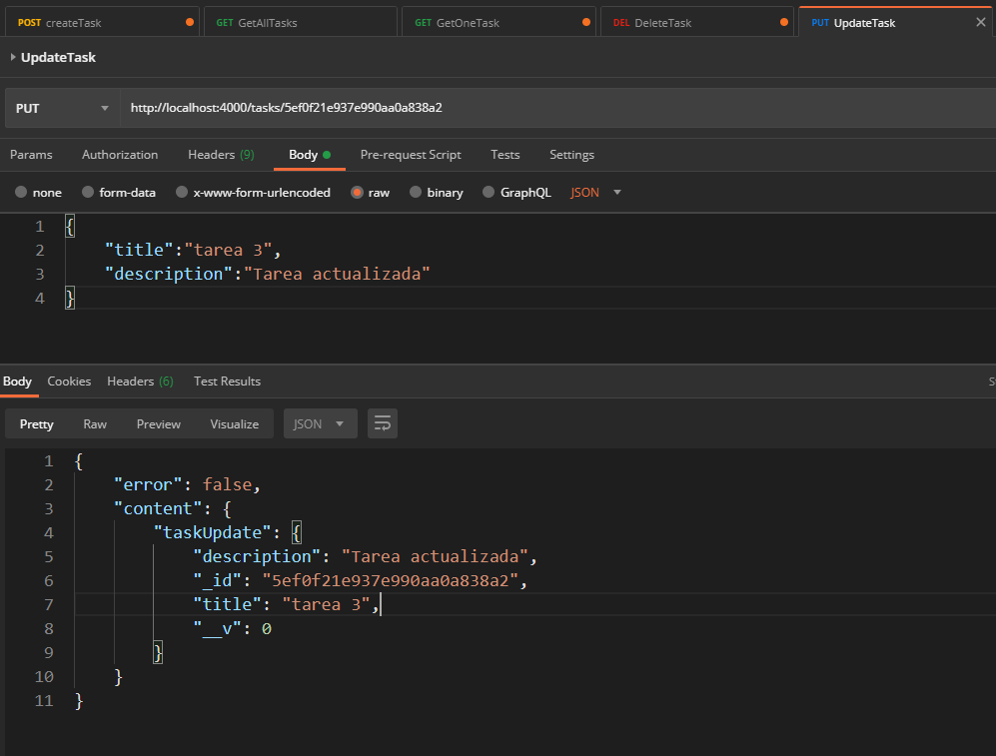 POST createTask GET GetAllTasks GET GetOneTask DEL DeleteTask PUT UpdateTask
UpdateTask
PUT http://localhost:4000/tasks/5ef0f21e937e990aa0a838a2
Params Authorization Headers (9) Body Pre-request Script Tests Settings
none form-data x-www-form-urlencoded raw binary GraphQL JSON
1 {
2 "title":"tarea 3",
3 "description":"Tarea actualizada"
4 }
Body Cookies Headers (6) Test Results
Pretty Raw Preview Visualize JSON
1 {
2 "error": false,
3 "content": {
4 "taskUpdate": {
5 "description": "Tarea actualizada",
6 "_id": "5ef0f21e937e990aa0a838a2",
7 "title": "tarea 3",
8 "__v": 0
9 }
10 }
11 }